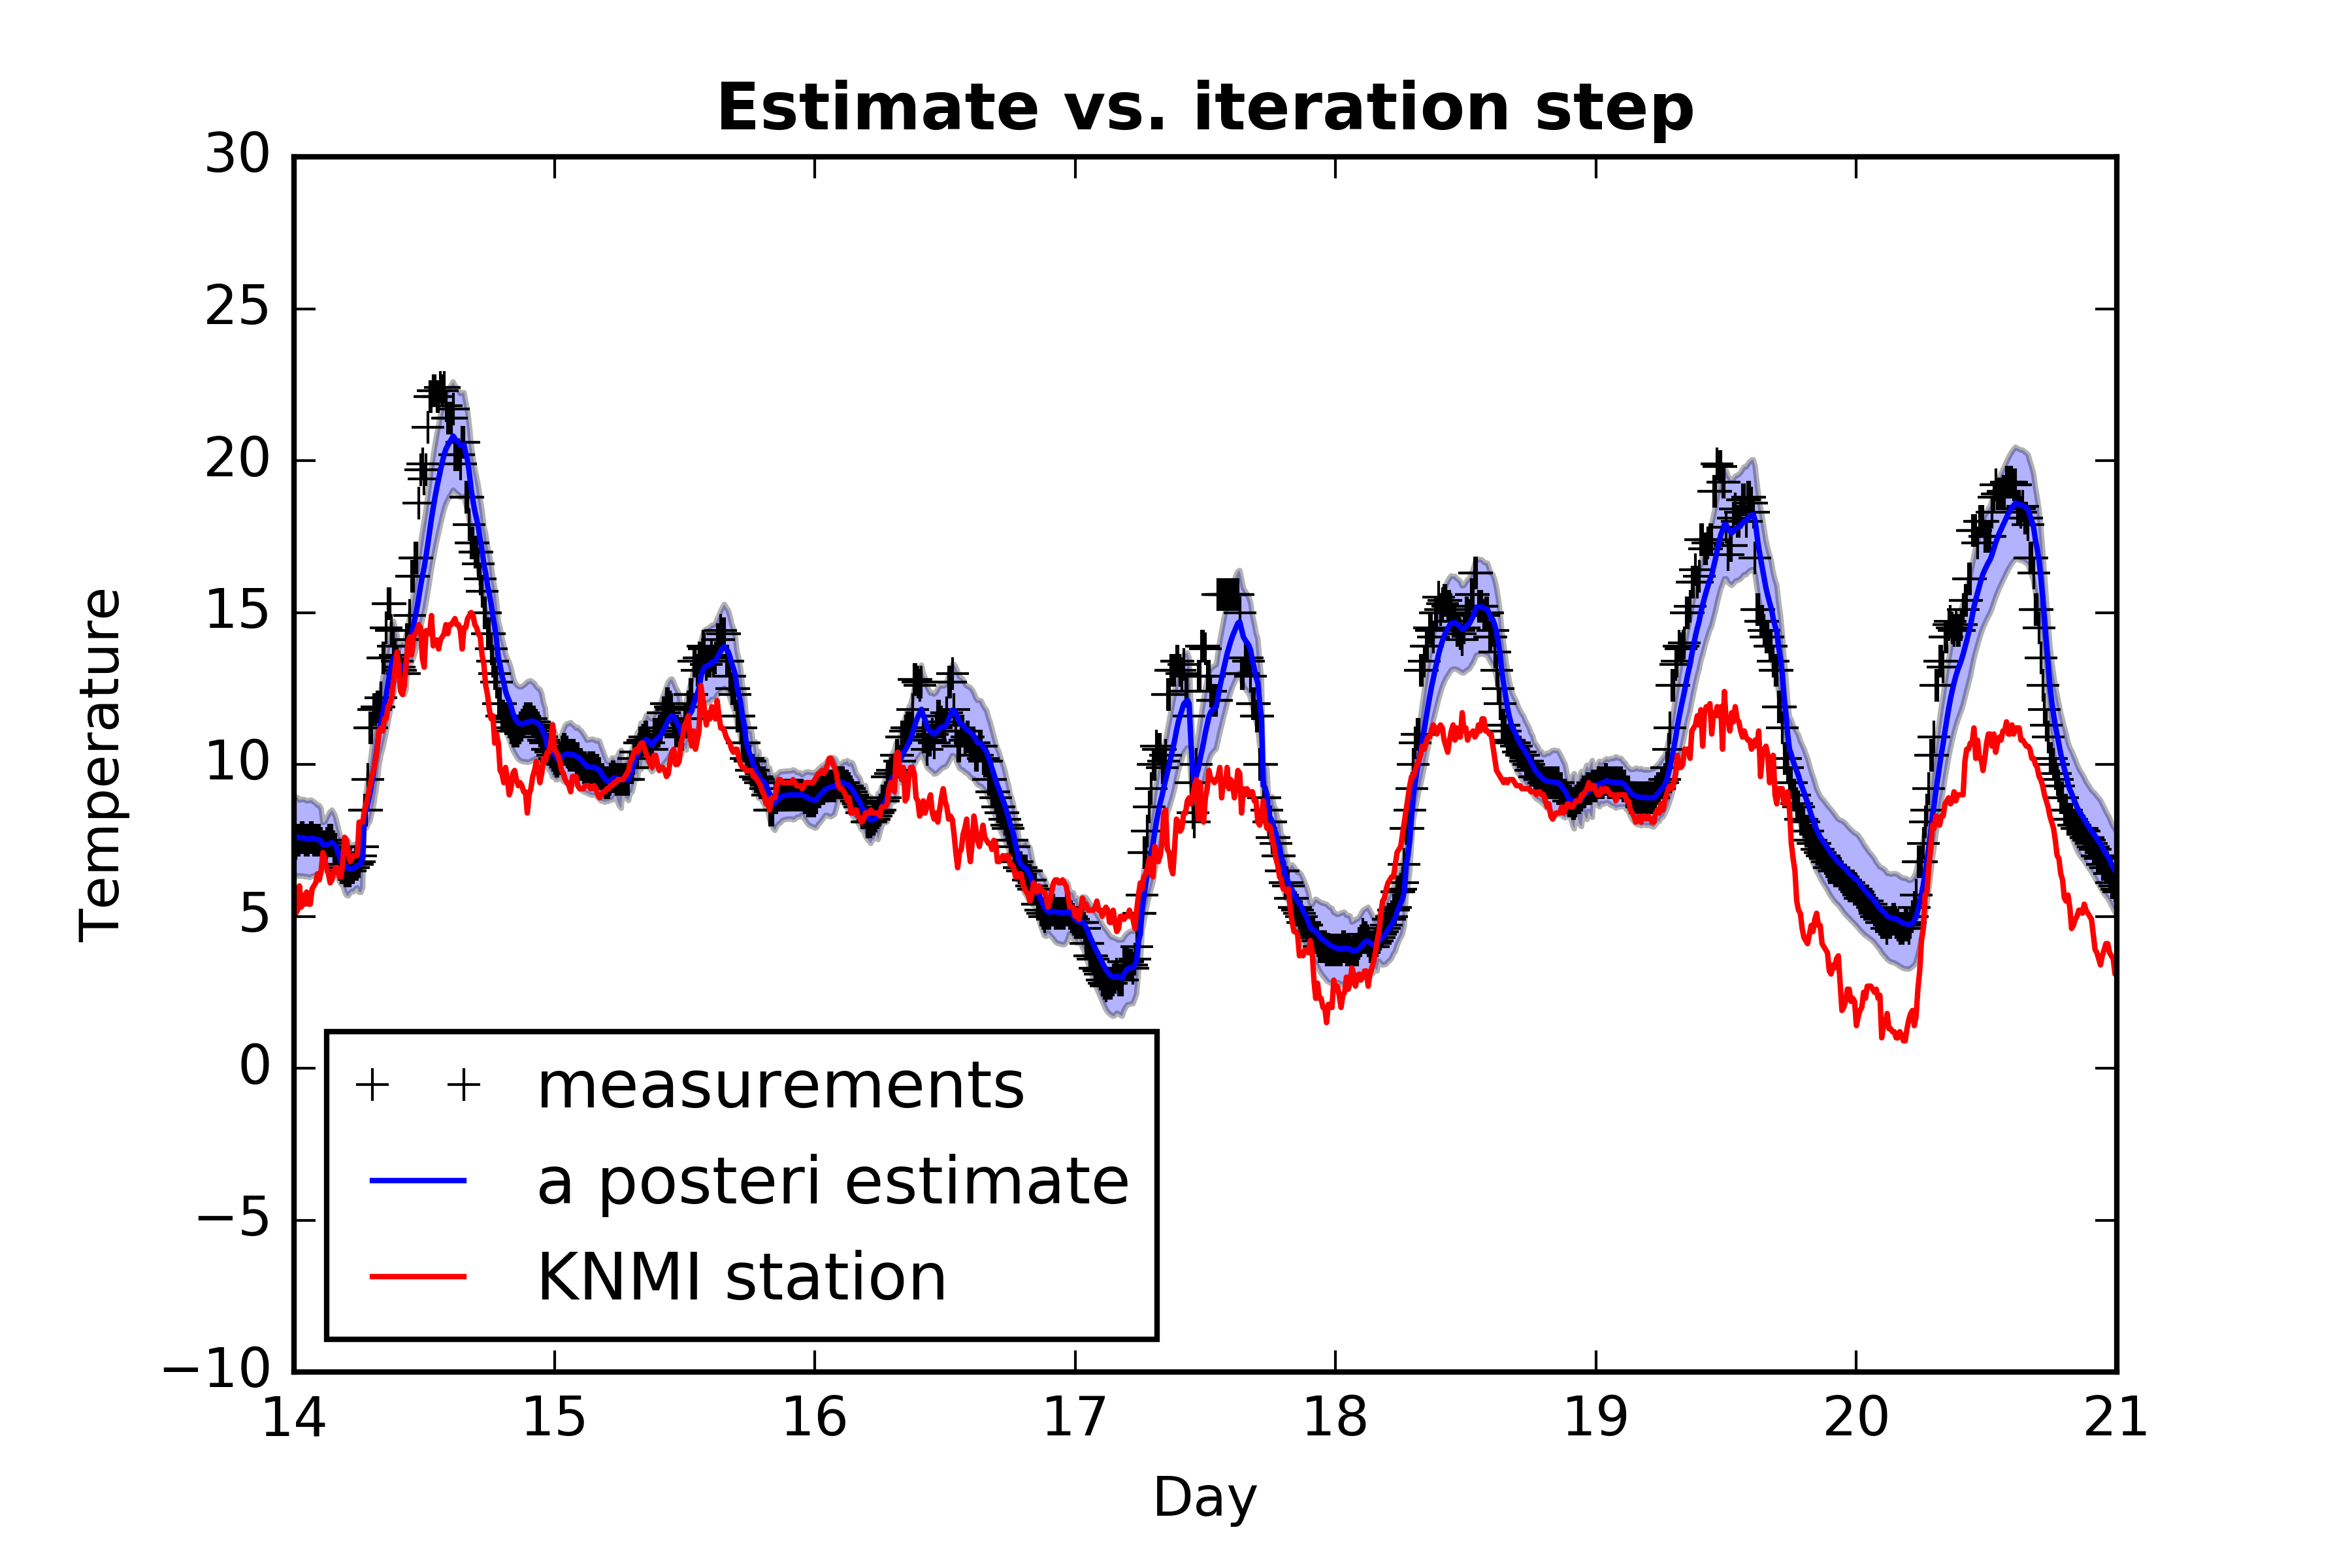 Estimate vs. iteration step
30
25
20
15
10
5
0
−5
−10
Temperature
measurements
a posteri estimate
KNMI station
14 15 16 17 18 19 20 21
Day